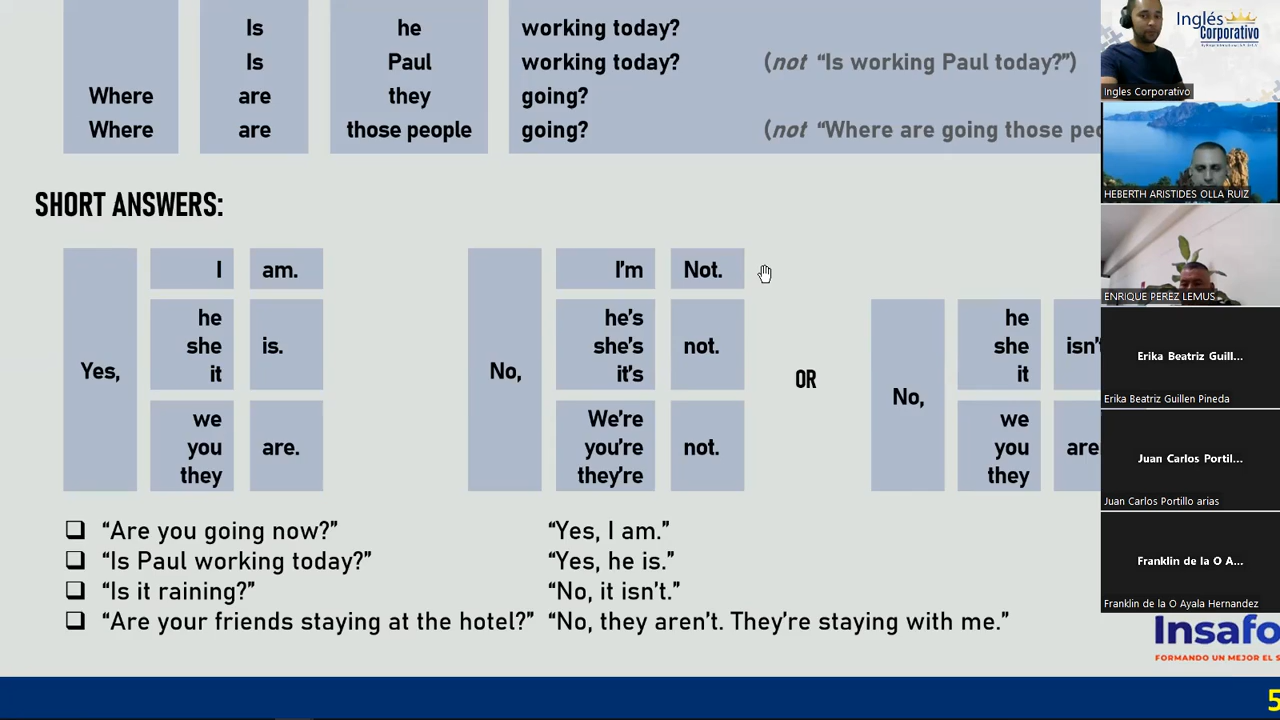 Is he working today?
Is Paul working today? (not "Is working Paul today?")
Where are they going?
Where are those people going? (not "Where are going those
SHORT ANSWERS:
Yes,
I am.
he
she
it
is.
we
you
they
are.
No,
I'm Not.
he's
she's
it's
not.
We're
you're
they're
not.
OR
No,
he
she
it
isn't
we
you
they
are
❑ "Are you going now?" "Yes, I am."
❑ "Is Paul working today?" "Yes, he is."
❑ "Is it raining?" "No, it isn't."
❑ "Are your friends staying at the hotel?" "No, they aren't. They're staying with me."
Inglés
Corporativo
Ingles Corporativo
HEBERTH ARISTIDES OLLA RUIZ
ENRIQUE PEREZ LEMUS
Erika Beatriz Guill...
Erika Beatriz Guillen Pineda
Juan Carlos Portil...
Juan Carlos Portillo arias
Franklin de la O A...
Franklin de la O Ayala Hernandez
Insafo
FORMANDO UN MEJOR EL S
5